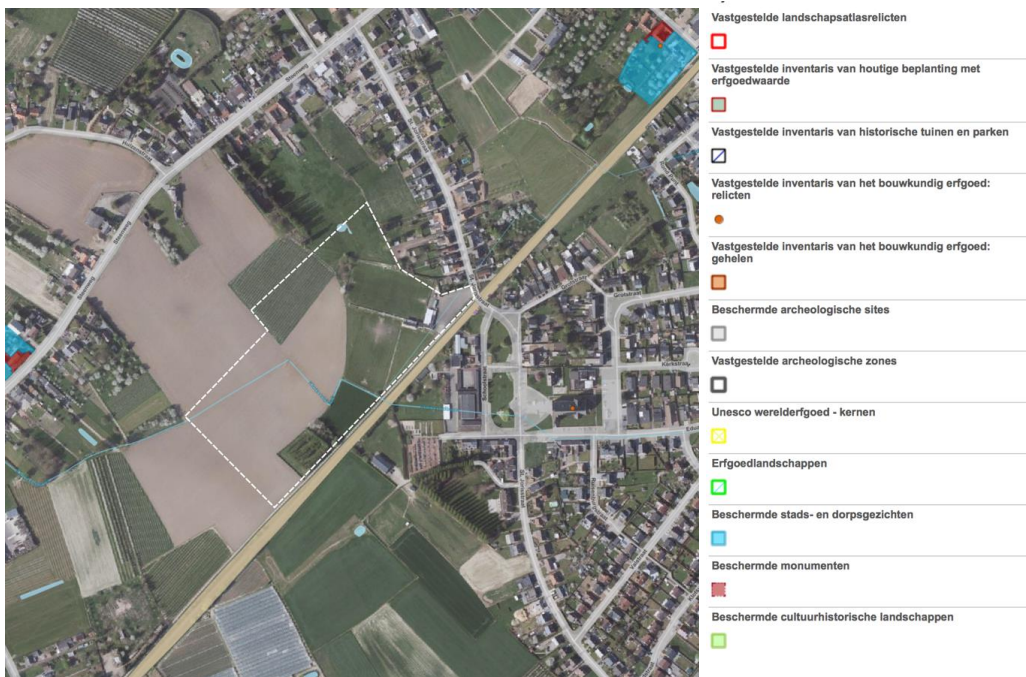 Vastgestelde landschapsatlasrelicten
Vastgestelde inventaris van houtige beplanting met
erfgoedwaarde
Vastgestelde inventaris van historische tuinen en parken
Vastgestelde inventaris van het bouwkundig erfgoed:
relicten
Vastgestelde inventaris van het bouwkundig erfgoed:
gehelen
Beschermde archeologische sites
Vastgestelde archeologische zones
Unesco werelderfgoed - kernen
Erfgoedlandschappen
Beschermde stads- en dorpsgezichten
Beschermde monumenten
Beschermde cultuurhistorische landschappen